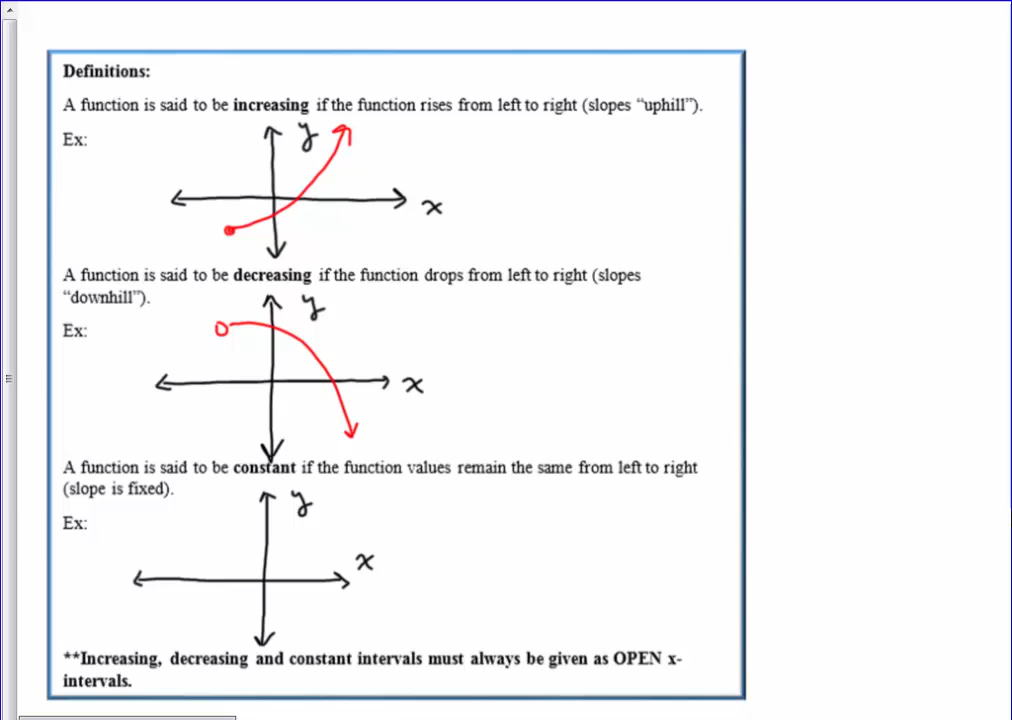 Definitions:
A function is said to be increasing if the function rises from left to right (slopes “uphill”).
Ex:
y
x
A function is said to be decreasing if the function drops from left to right (slopes
“downhill”).
Ex:
y
x
A function is said to be constant if the function values remain the same from left to right
(slope is fixed).
Ex:
y
x
**Increasing, decreasing and constant intervals must always be given as OPEN x-
intervals.